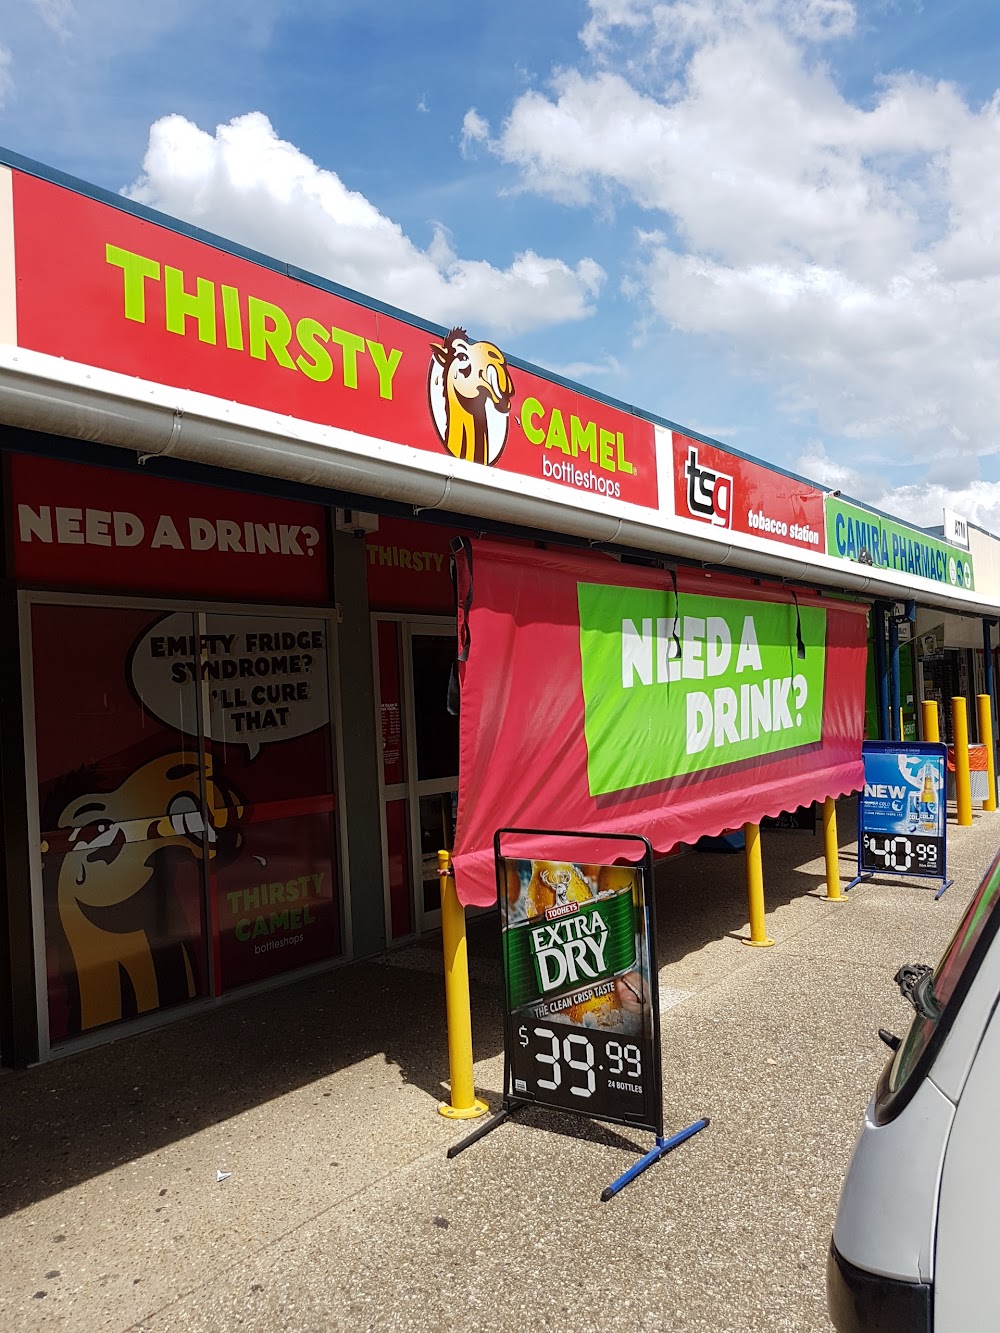 THIRSTY CAMEL
bottleshops
tsg tobacco station
CAMIRA PHARMACY
ATM
NEED A DRINK?
THIRSTY
EMPTY FRIDGE
SYNDROME?
I'LL CURE
THAT
THIRSTY
CAMEL
bottleshops
NEED A
DRINK?
TOOHEYS
EXTRA
DRY
THE CLEAN CRISP TASTE
$39.99
24 BOTTLES
NEW
$40.99